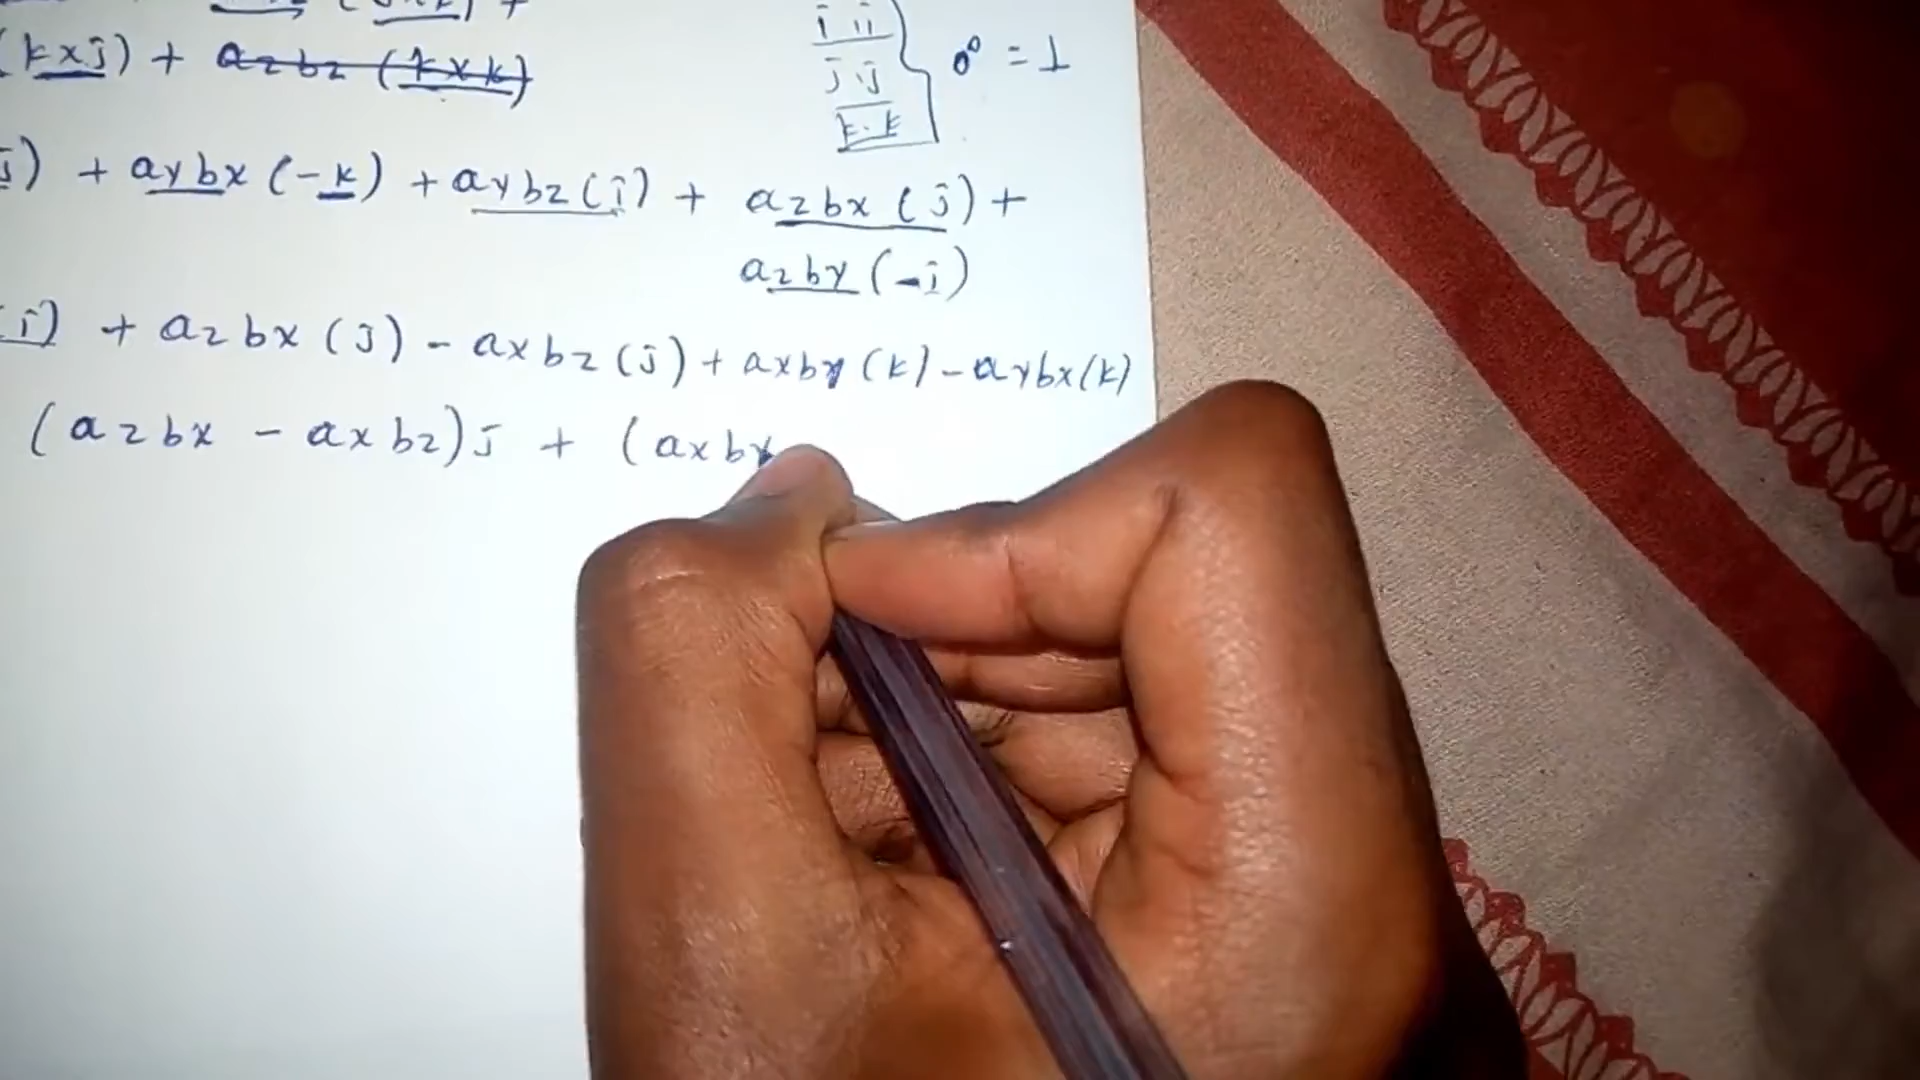 (k×j) + azbz (k×k)
j) + aybx (-k) + aybz (i) + azbx (j) +
azby (-i)
(i) + azbx (j) - axbz (j) + axby (k) - aybx (k)
(azbx - axbz)j + (axby
i·i
j·j
k·k
0° = 1